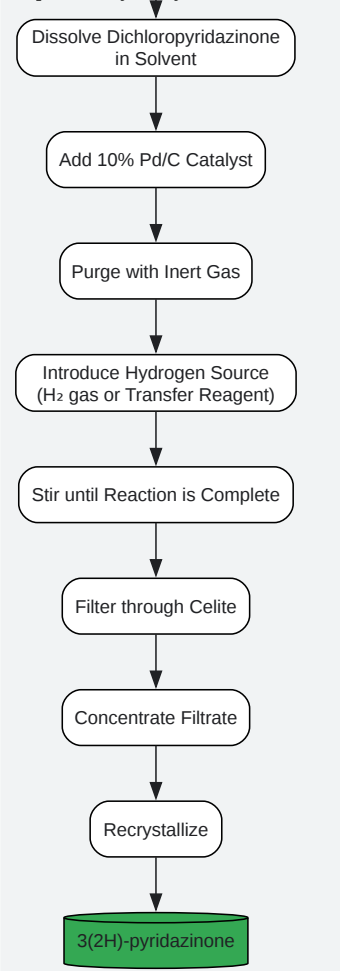 Dissolve Dichloropyridazinone
in Solvent
Add 10% Pd/C Catalyst
Purge with Inert Gas
Introduce Hydrogen Source
(H₂ gas or Transfer Reagent)
Stir until Reaction is Complete
Filter through Celite
Concentrate Filtrate
Recrystallize
3(2H)-pyridazinone